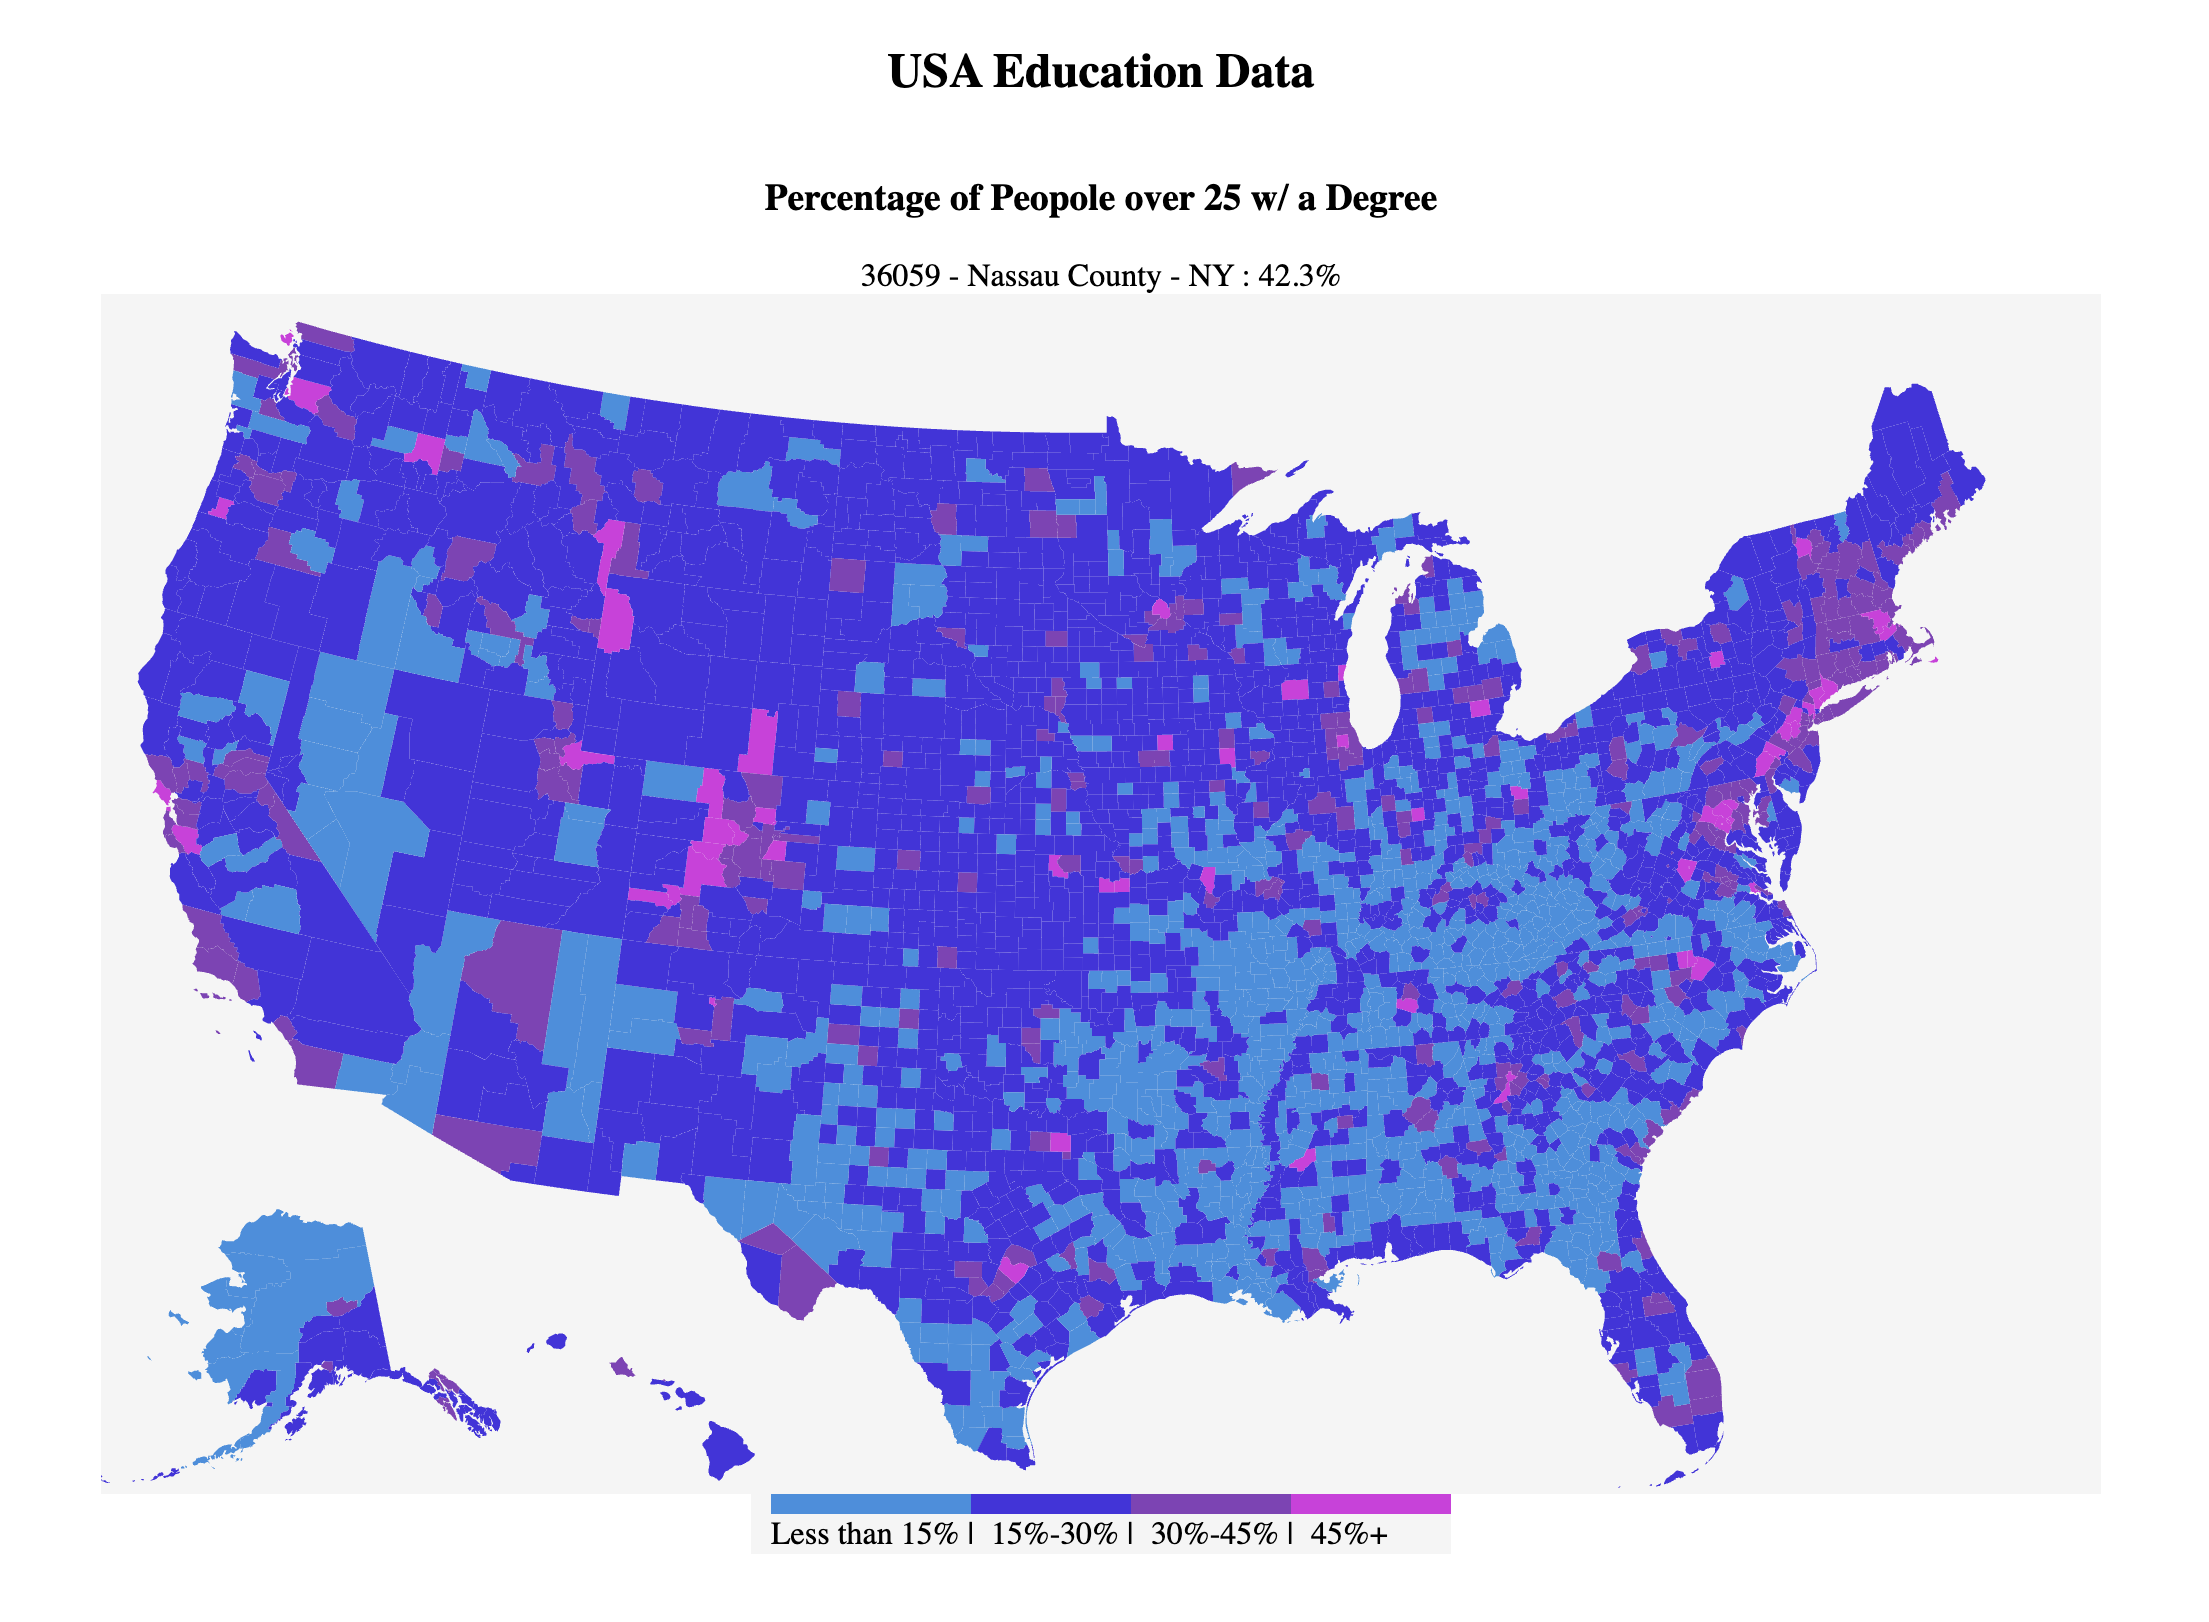 USA Education Data
Percentage of Peopole over 25 w/ a Degree
36059 - Nassau County - NY : 42.3%
Less than 15% | 15%-30% | 30%-45% | 45%+